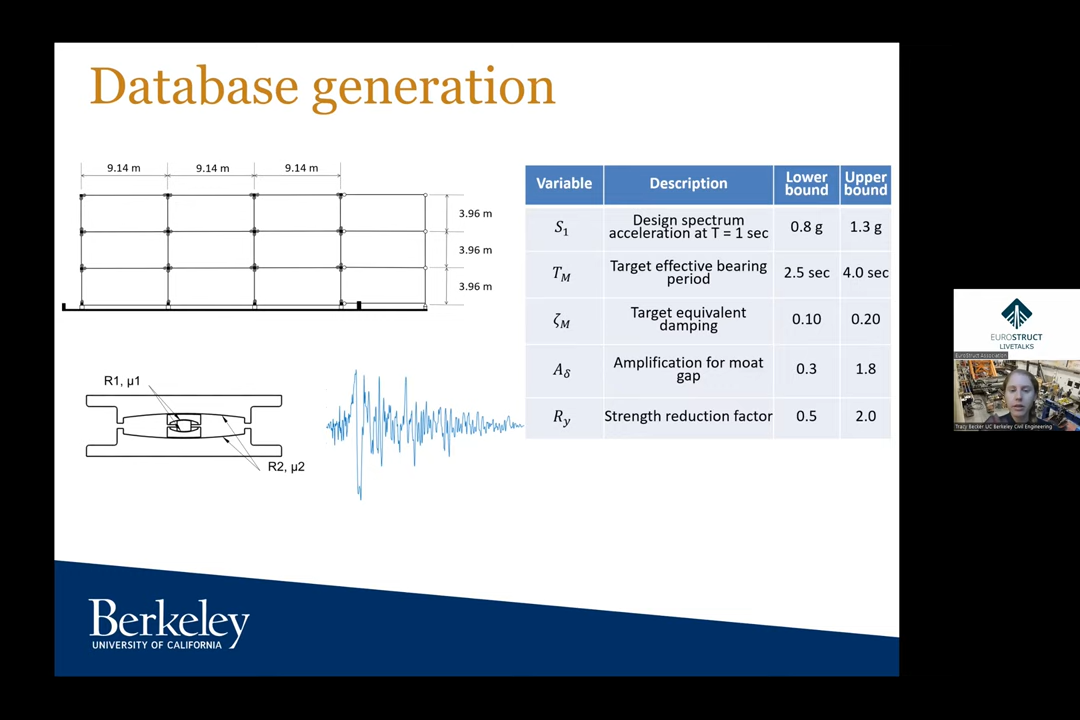 Database generation
9.14 m 9.14 m 9.14 m
3.96 m
3.96 m
3.96 m
R1, μ1
R2, μ2
Variable Description Lower bound Upper bound
S₁ Design spectrum acceleration at T = 1 sec 0.8 g 1.3 g
T_M Target effective bearing period 2.5 sec 4.0 sec
ζ_M Target equivalent damping 0.10 0.20
A_δ Amplification for moat gap 0.3 1.8
R_y Strength reduction factor 0.5 2.0
Berkeley
UNIVERSITY OF CALIFORNIA
EUROSTRUCT
LIVETALKS
EuroStruct Association
Tracy Becker UC Berkeley Civil Engineering